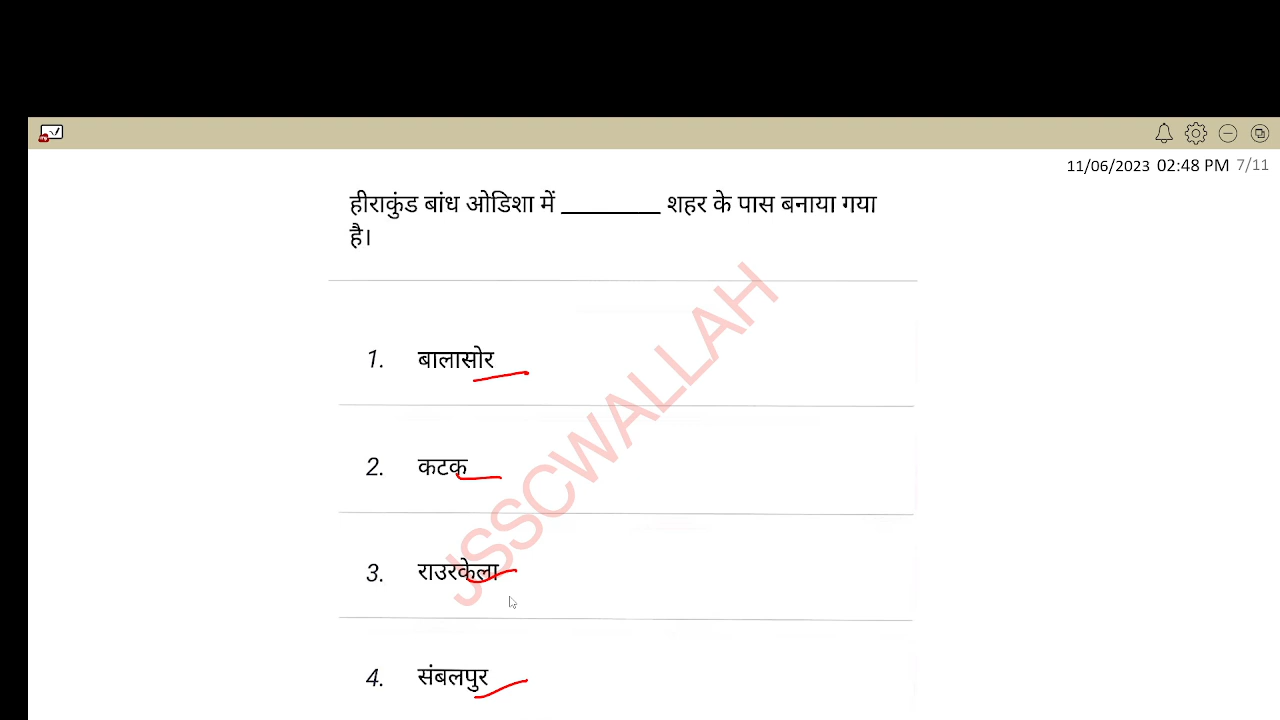 11/06/2023 02:48 PM 7/11
हीराकुंड बांध ओडिशा में _________ शहर के पास बनाया गया
है।
1. बालासोर
2. कटक
3. राउरकेला
4. संबलपुर
JSSCWALLAH